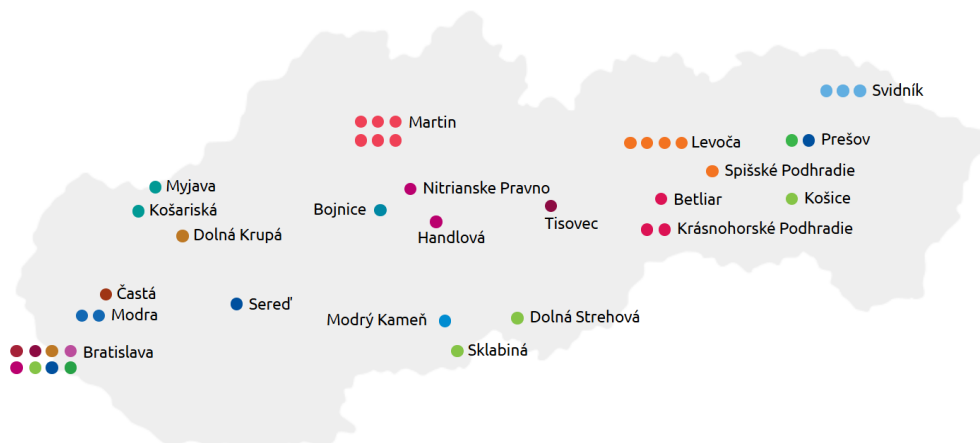 Svidník
Martin
Prešov
Levoča
Spišské Podhradie
Myjava
Nitrianske Pravno
Betliar
Košice
Košariská
Bojnice
Tisovec
Dolná Krupá
Handlová
Krásnohorské Podhradie
Častá
Sereď
Modra
Modrý Kameň
Dolná Strehová
Bratislava
Sklabiná